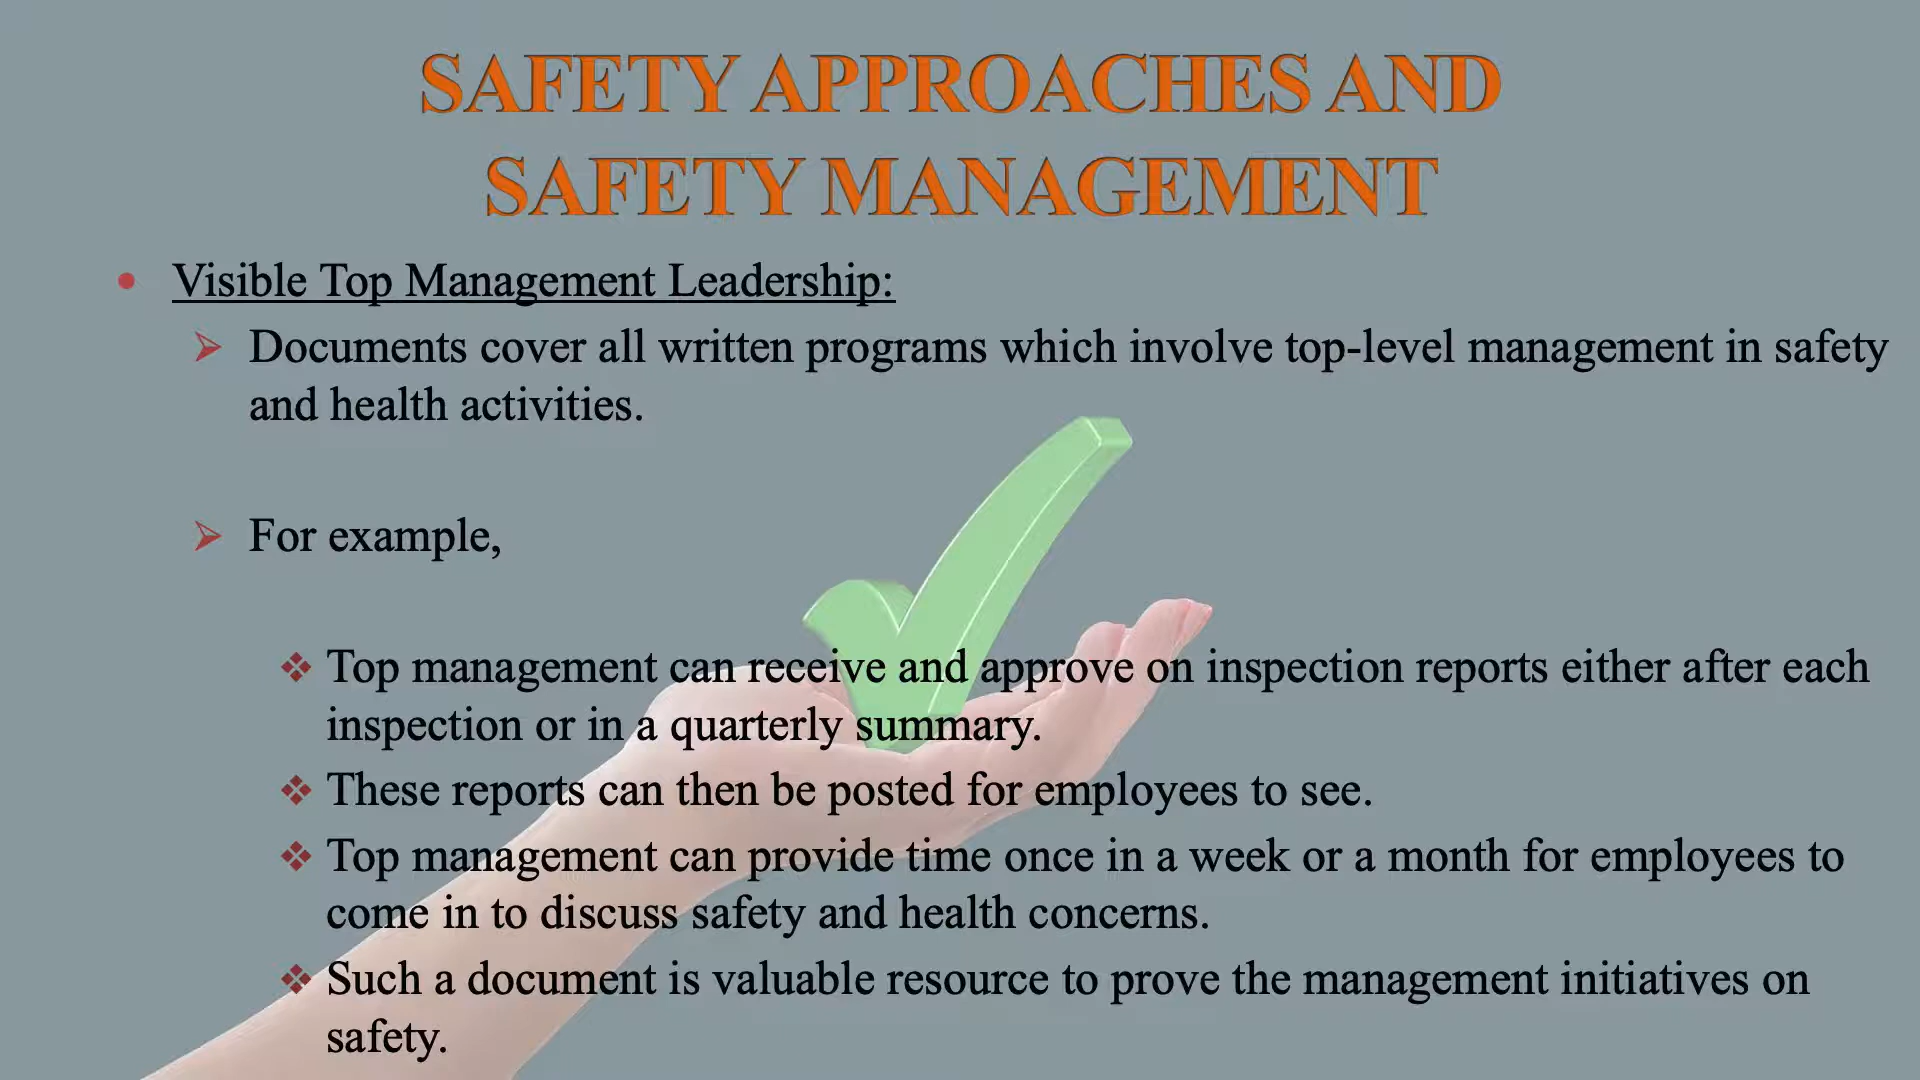 SAFETY APPROACHES AND
SAFETY MANAGEMENT
Visible Top Management Leadership:
Documents cover all written programs which involve top-level management in safety
and health activities.
For example,
Top management can receive and approve on inspection reports either after each
inspection or in a quarterly summary.
These reports can then be posted for employees to see.
Top management can provide time once in a week or a month for employees to
come in to discuss safety and health concerns.
Such a document is valuable resource to prove the management initiatives on
safety.